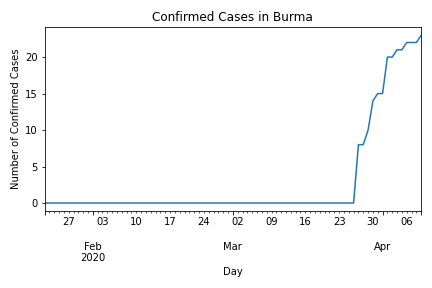 Confirmed Cases in Burma
Number of Confirmed Cases
20
15
10
5
0
27 03 10 17 24 02 09 16 23 30 06
Feb Mar Apr
2020
Day